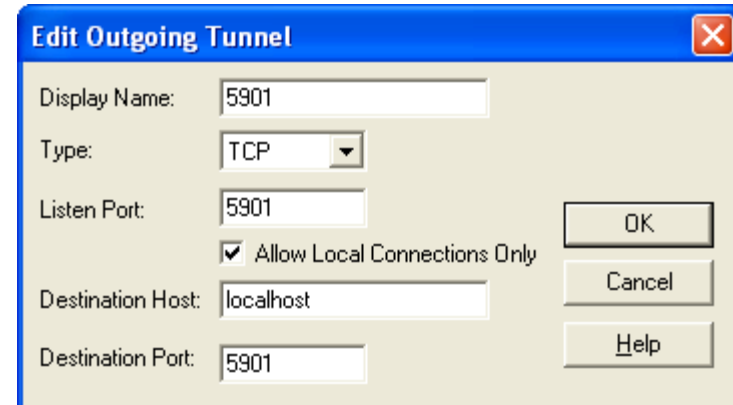 Edit Outgoing Tunnel
Display Name: 5901
Type: TCP
Listen Port: 5901
Allow Local Connections Only
Destination Host: localhost
Destination Port: 5901
OK
Cancel
Help